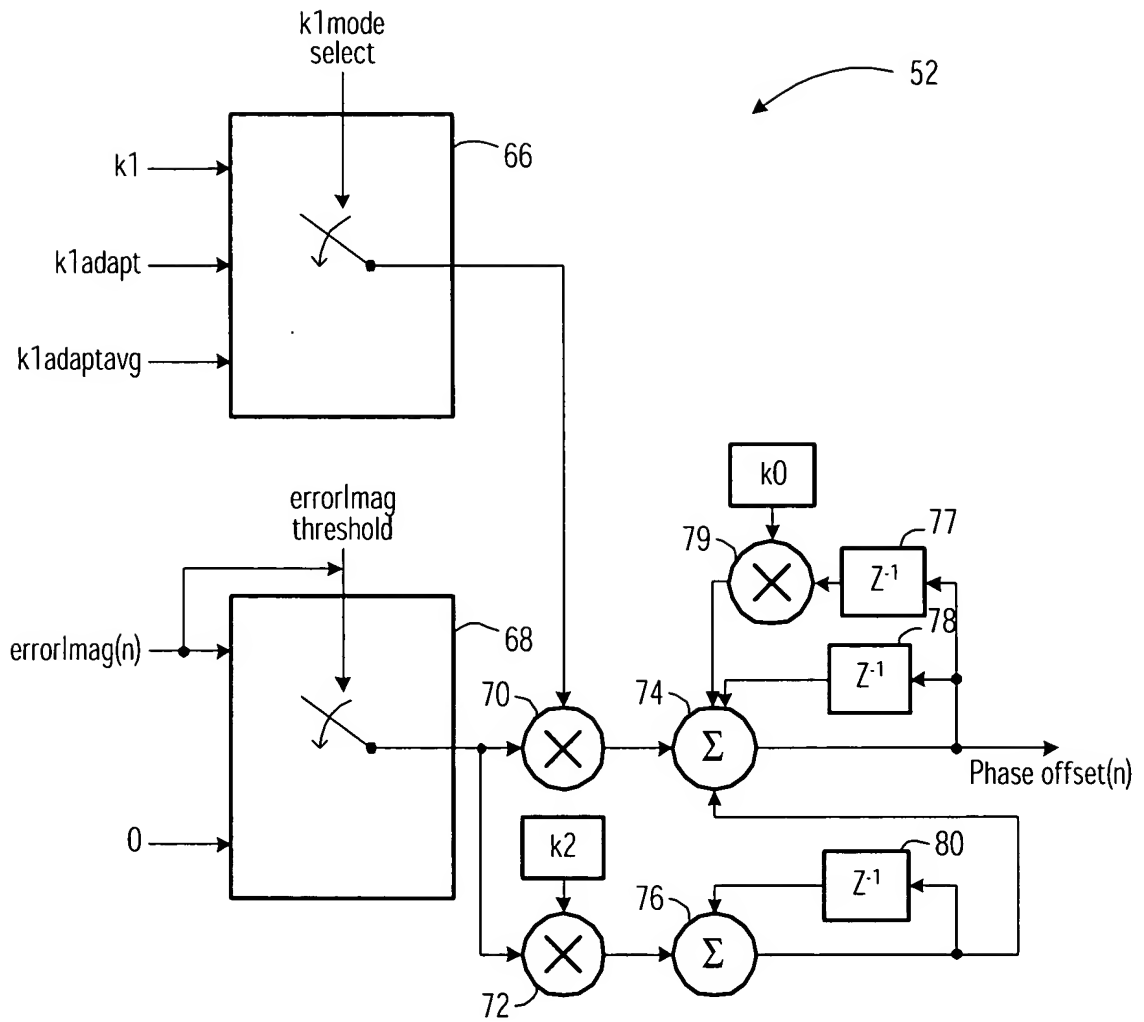 k1mode
select
52
k1
66
k1adapt
k1adaptavg
k0
errorImag
threshold
79
77
Z-1
errorImag(n)
68
78
Z-1
70
74
Σ
Phase offset(n)
0
k2
80
Z-1
76
Σ
72